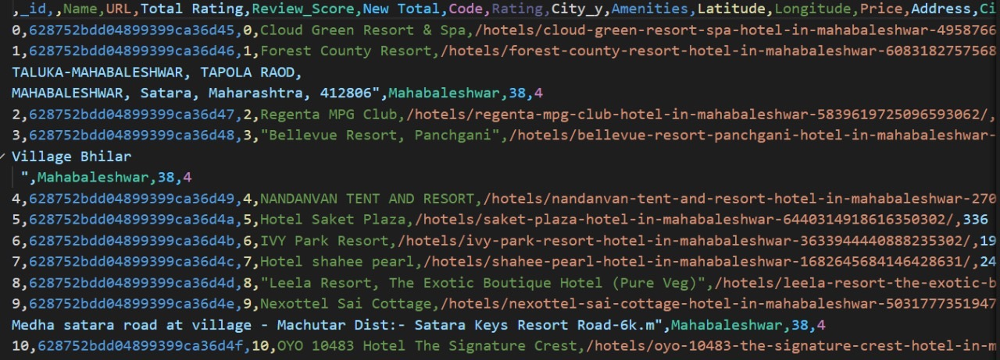 ,_id,,Name,URL,Total Rating,Review_Score,New Total,Code,Rating,City_y,Amenities,Latitude,Longitude,Price,Address,Ci
0,628752bdd04899399ca36d45,0,Cloud Green Resort & Spa,/hotels/cloud-green-resort-spa-hotel-in-mahabaleshwar-4958766
1,628752bdd04899399ca36d46,1,Forest County Resort,/hotels/forest-county-resort-hotel-in-mahabaleshwar-6083182757568
TALUKA-MAHABALESHWAR, TAPOLA RAOD,
MAHABALESHWAR, Satara, Maharashtra, 412806",Mahabaleshwar,38,4
2,628752bdd04899399ca36d47,2,Regenta MPG Club,/hotels/regenta-mpg-club-hotel-in-mahabaleshwar-5839619725096593062/,
3,628752bdd04899399ca36d48,3,"Bellevue Resort, Panchgani",/hotels/bellevue-resort-panchgani-hotel-in-mahabaleshwar-
Village Bhilar
",Mahabaleshwar,38,4
4,628752bdd04899399ca36d49,4,NANDANVAN TENT AND RESORT,/hotels/nandanvan-tent-and-resort-hotel-in-mahabaleshwar-270
5,628752bdd04899399ca36d4a,5,Hotel Saket Plaza,/hotels/saket-plaza-hotel-in-mahabaleshwar-6440314918616350302/,336
6,628752bdd04899399ca36d4b,6,IVY Park Resort,/hotels/ivy-park-resort-hotel-in-mahabaleshwar-3633944440888235302/,19
7,628752bdd04899399ca36d4c,7,Hotel shahee pearl,/hotels/shahee-pearl-hotel-in-mahabaleshwar-1682645684146428631/,24
8,628752bdd04899399ca36d4d,8,"Leela Resort, The Exotic Boutique Hotel (Pure Veg)",/hotels/leela-resort-the-exotic-b
9,628752bdd04899399ca36d4e,9,Nexottel Sai Cottage,/hotels/nexottel-sai-cottage-hotel-in-mahabaleshwar-5031777351947
Medha satara road at village - Machutar Dist:- Satara Keys Resort Road-6k.m",Mahabaleshwar,38,4
10,628752bdd04899399ca36d4f,10,OYO 10483 Hotel The Signature Crest,/hotels/oyo-10483-the-signature-crest-hotel-in-m